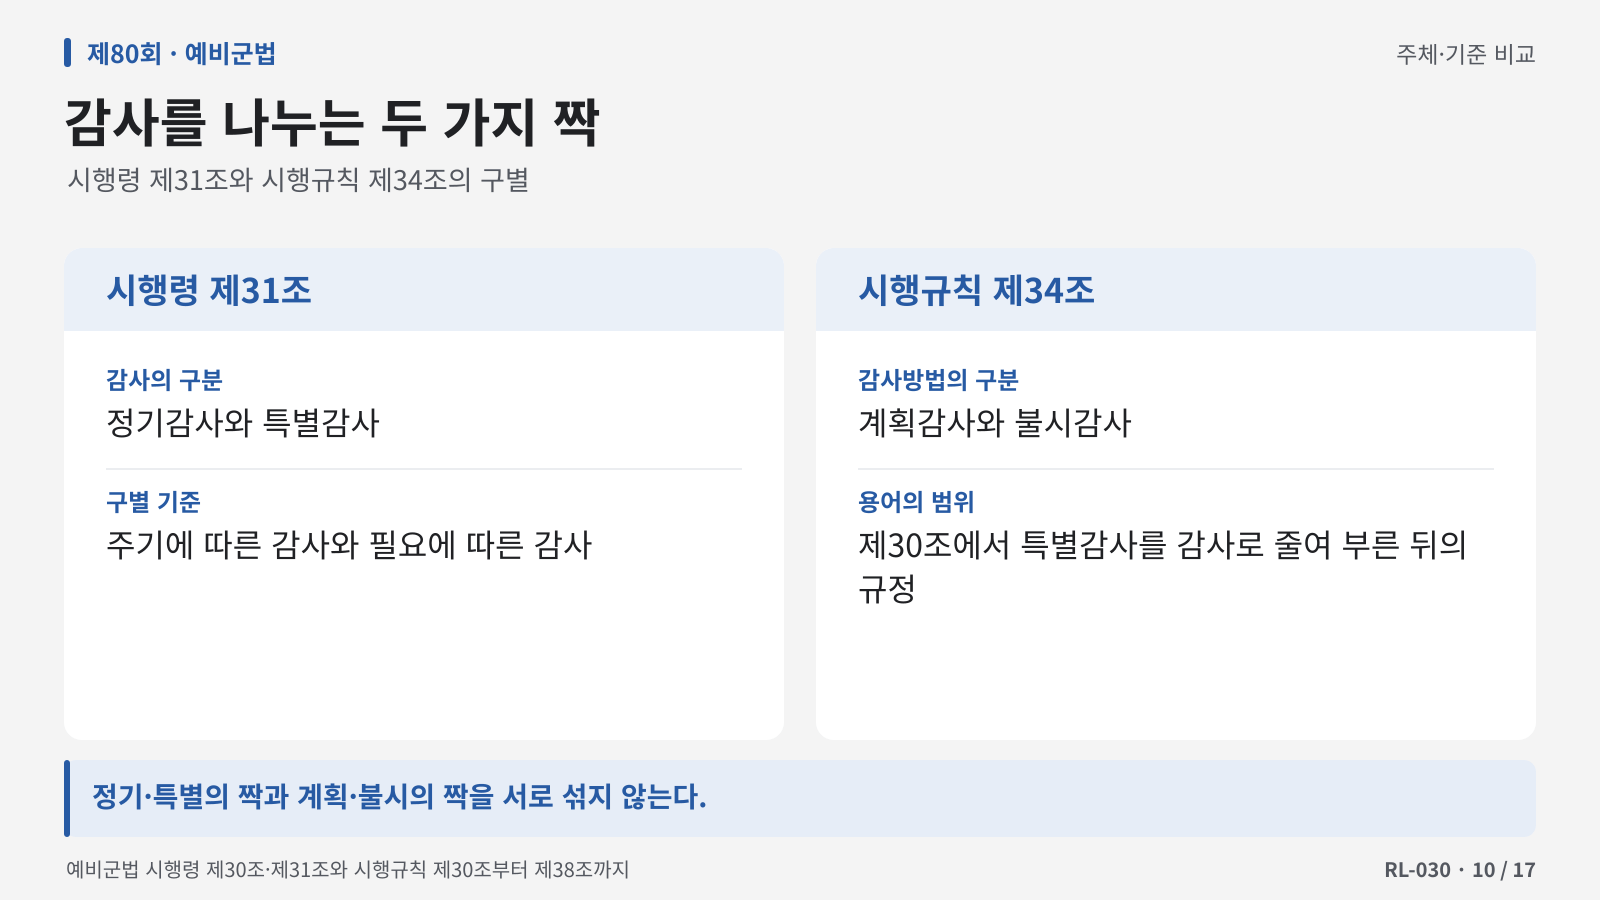 제80회 · 예비군법
주체·기준 비교
감사를 나누는 두 가지 짝
시행령 제31조와 시행규칙 제34조의 구별
시행령 제31조
감사의 구분
정기감사와 특별감사
구별 기준
주기에 따른 감사와 필요에 따른 감사
시행규칙 제34조
감사방법의 구분
계획감사와 불시감사
용어의 범위
제30조에서 특별감사를 감사로 줄여 부른 뒤의
규정
정기·특별의 짝과 계획·불시의 짝을 서로 섞지 않는다.
예비군법 시행령 제30조·제31조와 시행규칙 제30조부터 제38조까지
RL-030 · 10 / 17